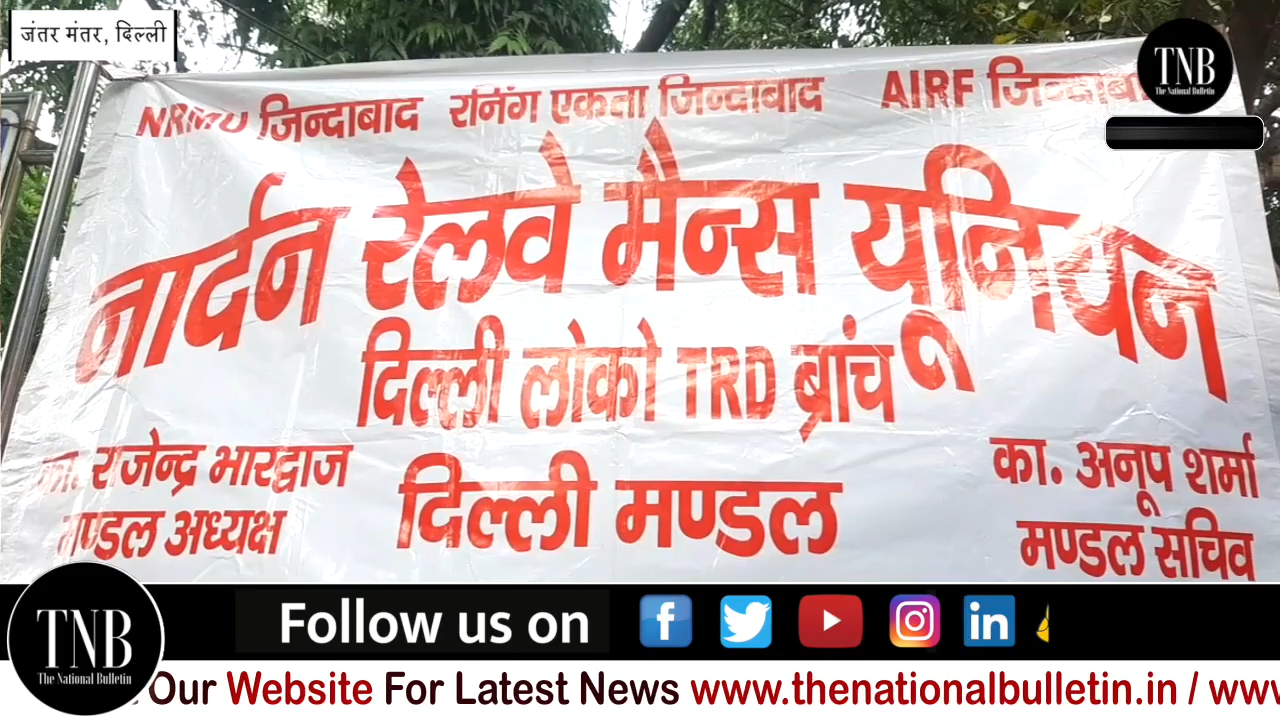 जंतर मंतर, दिल्ली
TNB
The National Bulletin
NRMU जिन्दाबाद रनिंग एकता जिन्दाबाद AIRF
नार्दन रेलवे मैन्स यूनियन
दिल्ली लोको TRD ब्रांच
का. राजेन्द्र भारद्वाज
मण्डल अध्यक्ष
दिल्ली मण्डल
का. अनूप शर्मा
मण्डल सचिव
TNB
The National Bulletin
Follow us on
Our Website For Latest News www.thenationalbulletin.in /